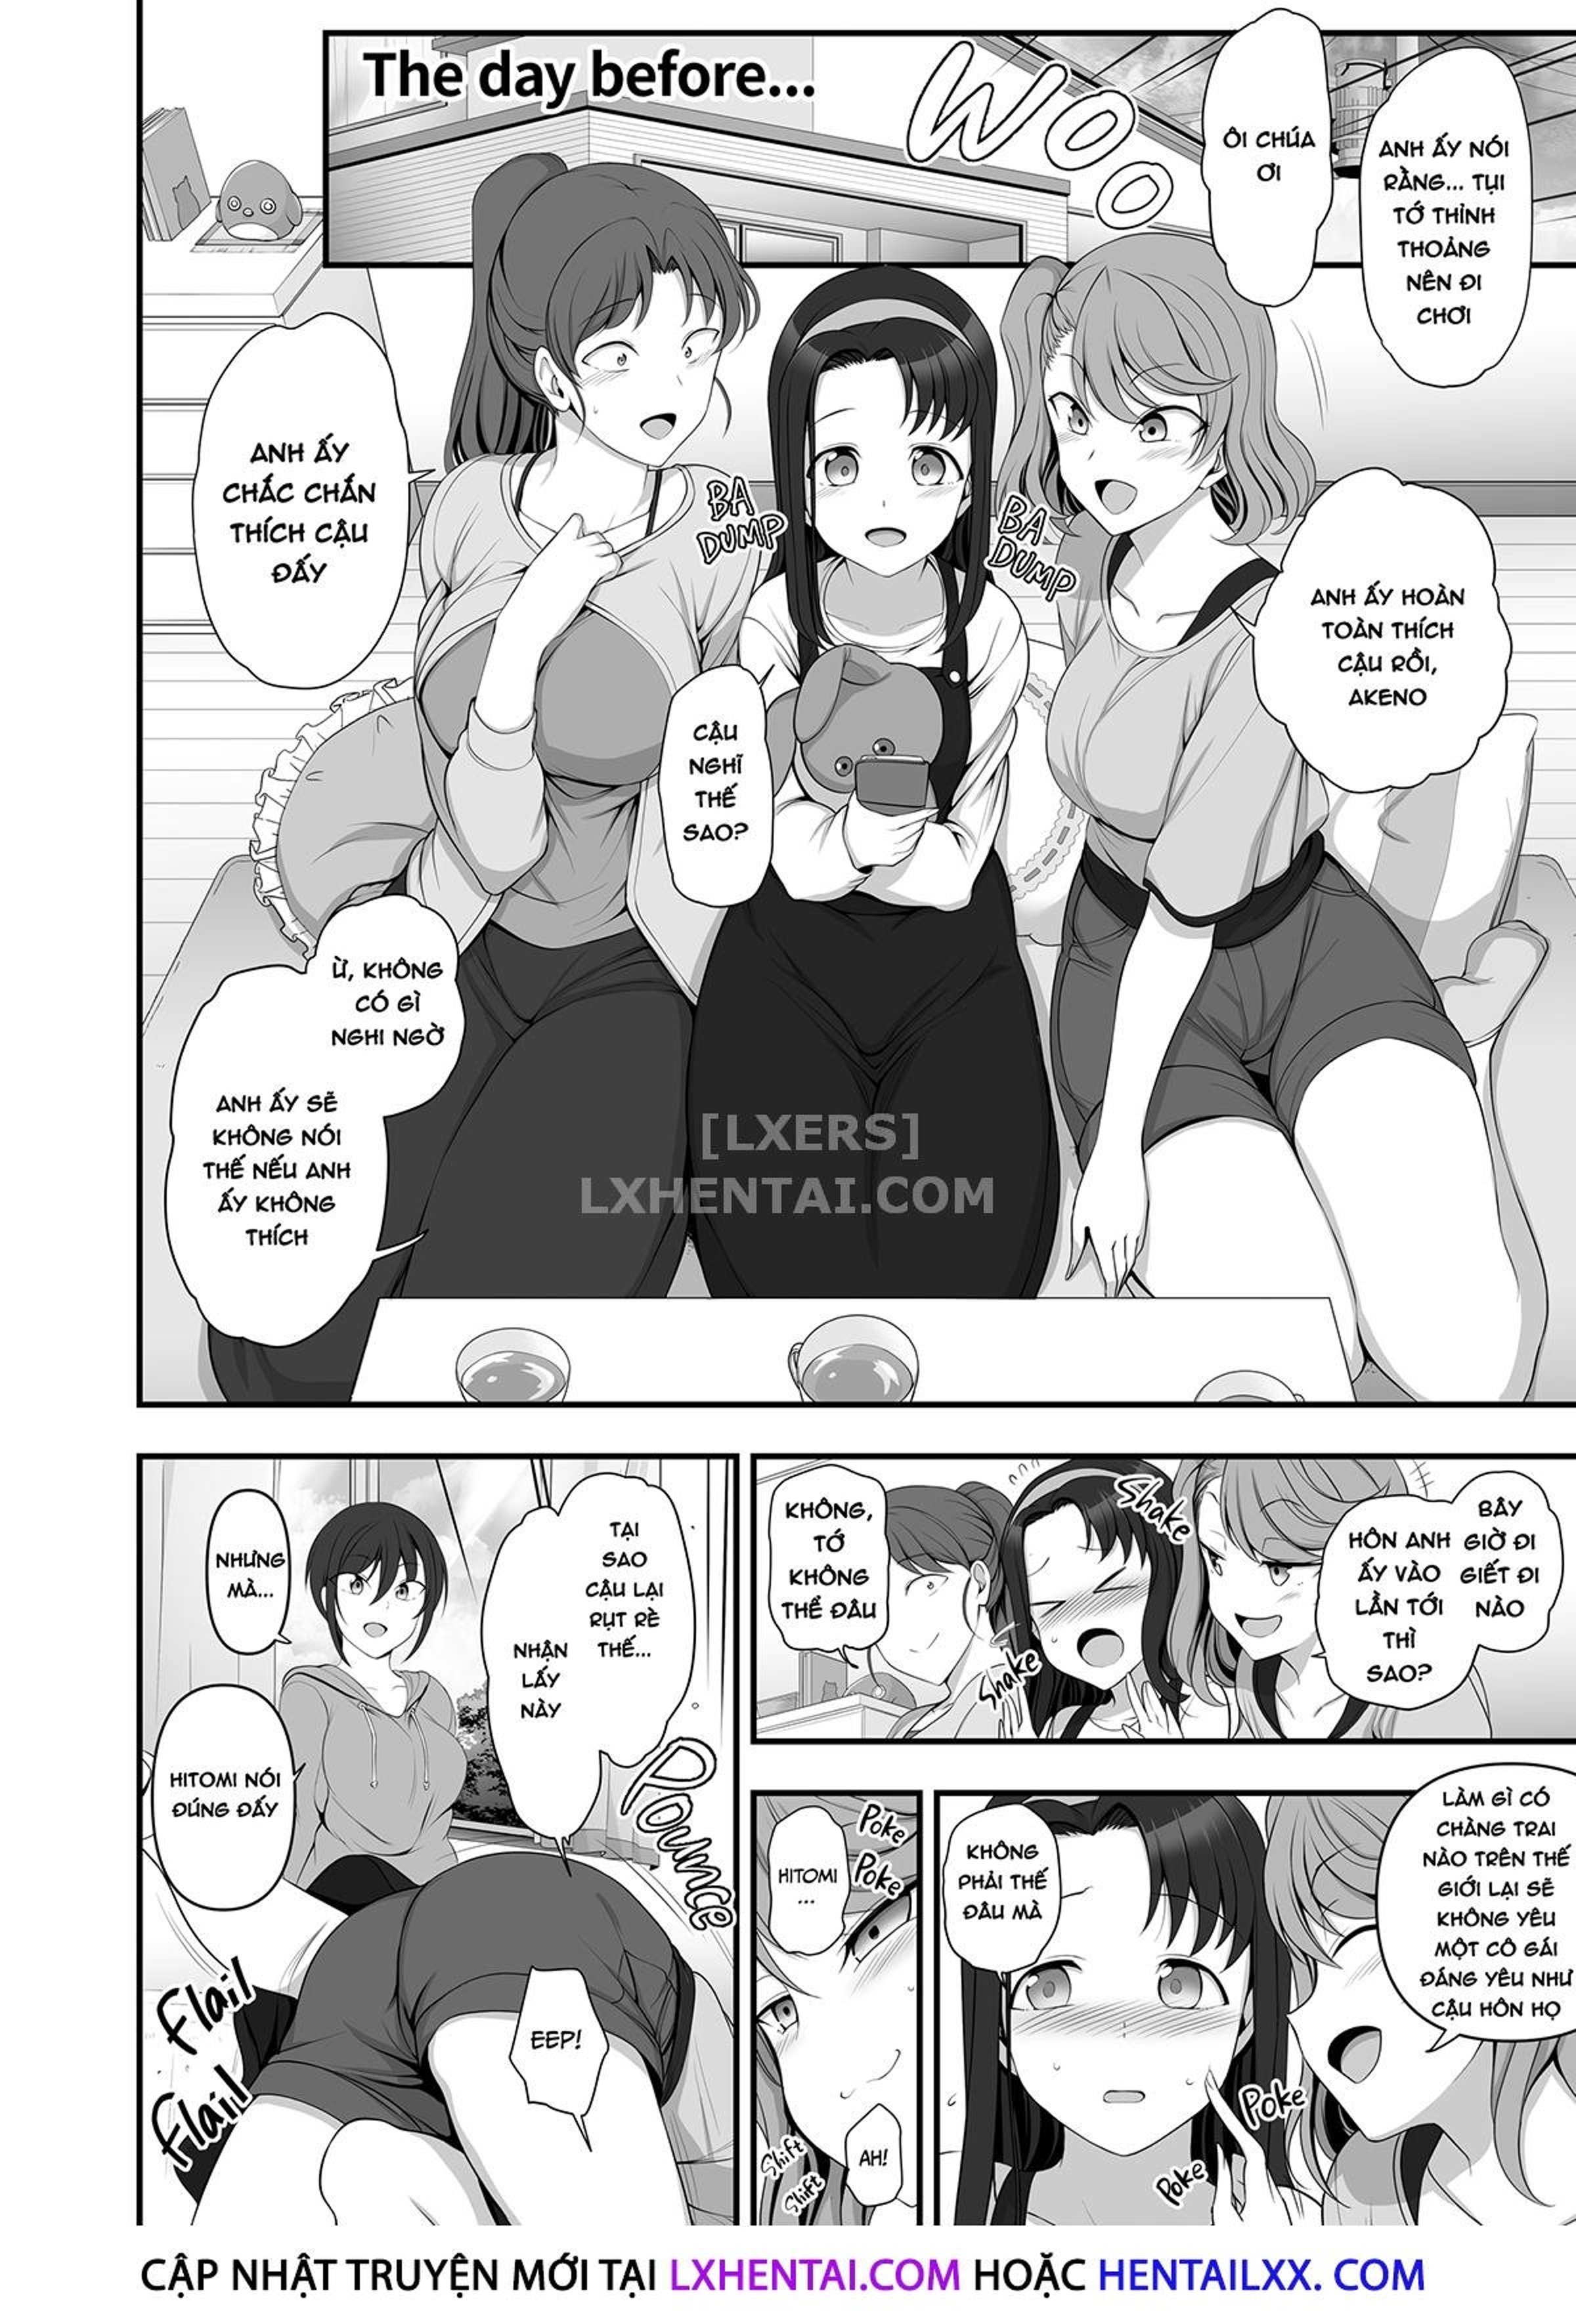 The day before...
WOO
ANH ẤY NÓI
RẰNG... TỤI
TỚ THỈNH
THOẢNG
NÊN ĐI
CHƠI
ÔI CHÚA
ƠI
ANH ẤY
CHẮC CHẮN
THÍCH CẬU
ĐẤY
BA
DUMP
BA
DUMP
ANH ẤY HOÀN
TOÀN THÍCH
CẬU RỒI,
AKENO
CẬU
NGHĨ
THẾ
SAO?
Ừ, KHÔNG
CÓ GÌ
NGHI NGỜ
ANH ẤY SẼ
KHÔNG NÓI
THẾ NẾU ANH
ẤY KHÔNG
THÍCH
[LXERS]
LXHENTAI.COM
BÂY
GIỜ ĐI
GIẾT ĐI
NÀO
HÔN ANH
ẤY VÀO
LẦN TỚI
THÌ
SAO?
Shake
Shake
KHÔNG,
TỚ
KHÔNG
THỂ ĐÂU
LÀM GÌ CÓ
CHÀNG TRAI
NÀO TRÊN THẾ
GIỚI LẠI SẼ
KHÔNG YÊU
MỘT CÔ GÁI
ĐÁNG YÊU NHƯ
CẬU HÔN HỌ
KHÔNG
PHẢI THẾ
ĐÂU MÀ
Poke
Poke
Poke
Poke
HITOMI
...
AH!
Shift
Shift
TẠI
SAO
CẬU LẠI
RỤT RÈ
THẾ...
NHẬN
LẤY
NÀY
NHƯNG
MÀ...
HITOMI NÓI
ĐÚNG ĐẤY
Pounce
EEP!
Flail
Flail
CẬP NHẬT TRUYỆN MỚI TẠI LXHENTAI.COM HOẶC HENTAILXX. COM